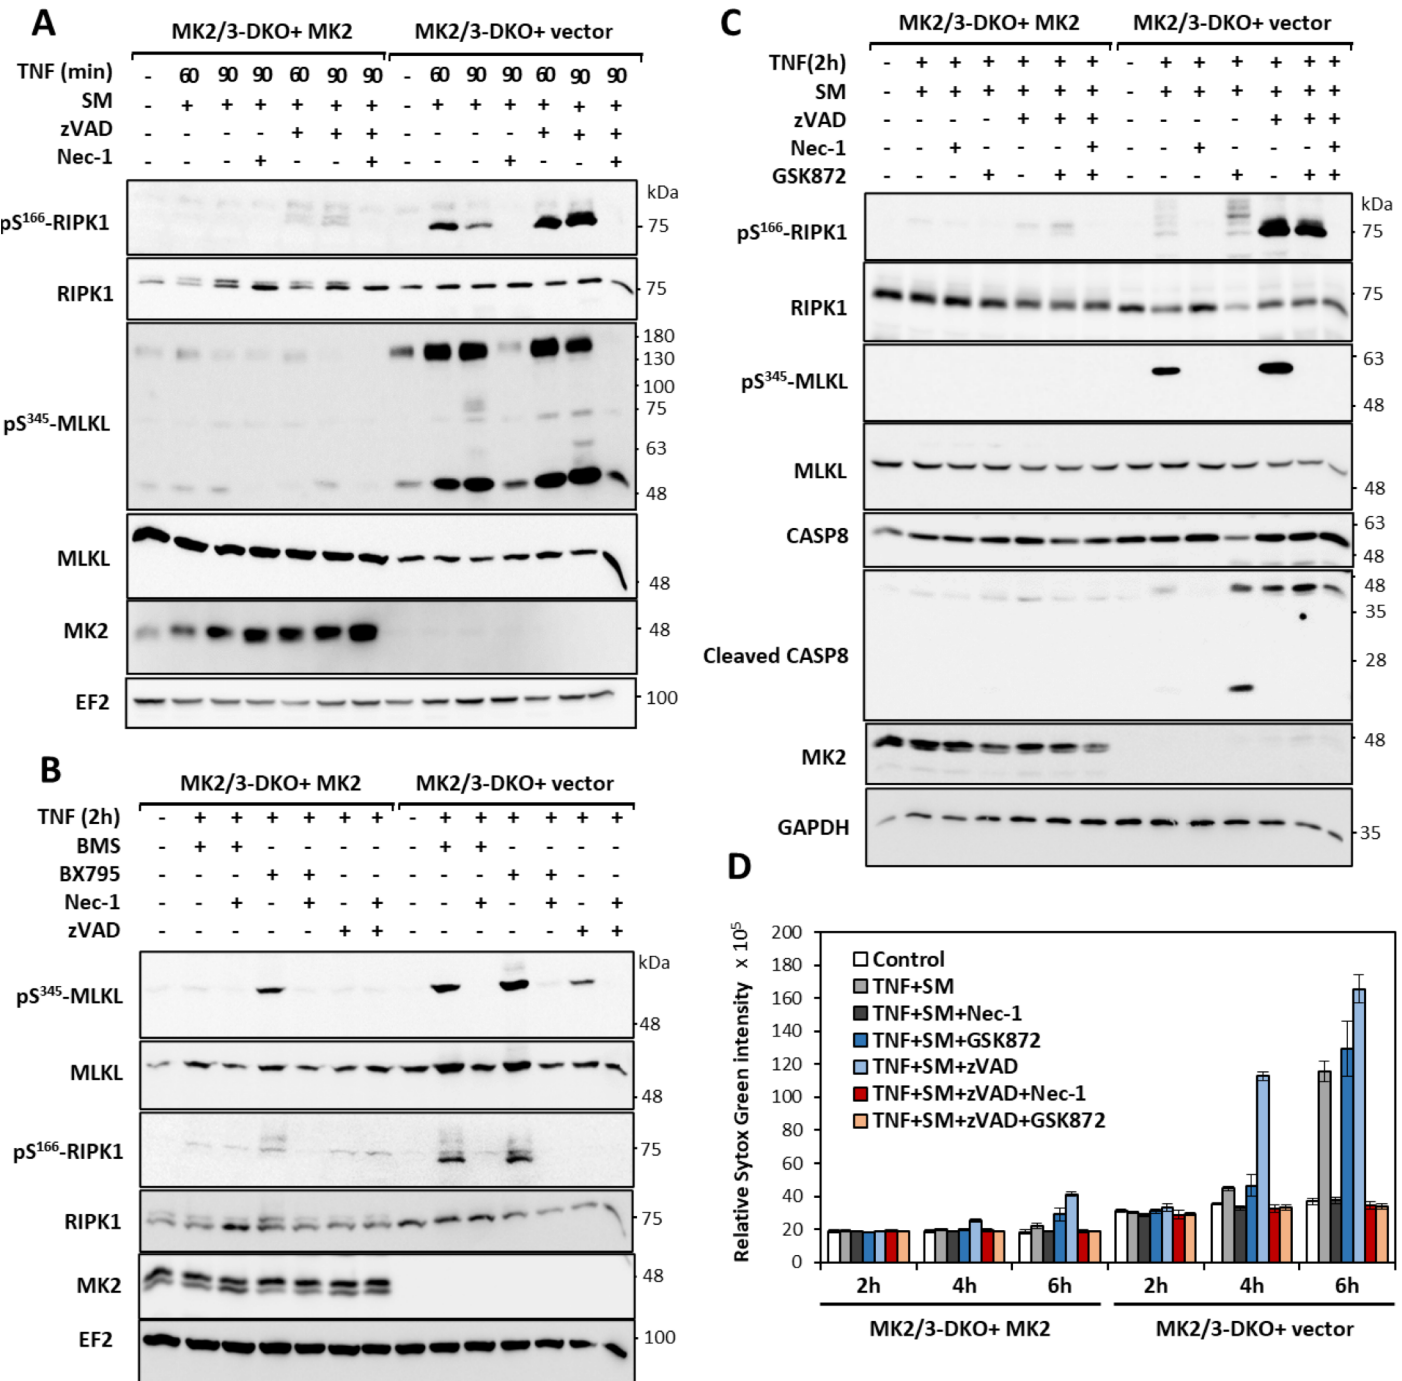 A
MK2/3-DKO+ MK2 MK2/3-DKO+ vector
TNF (min) - 60 90 90 60 90 90 - 60 90 90 60 90 90
SM - + + + + + + - + + + + + +
zVAD - - - - + + + - - - - + + +
Nec-1 - - - + - - + - - - + - - +
kDa
pS166-RIPK1 75
RIPK1 75
180
130
100
75
pS345-MLKL
63
48
MLKL
48
MK2 48
EF2 100
B
MK2/3-DKO+ MK2 MK2/3-DKO+ vector
TNF (2h) - + + + + + + - + + + + + +
BMS - + + - - - - - + + - - - -
BX795 - - - + + - - - - - + + - -
Nec-1 - - + - + - + - - + - + - +
zVAD - - - - - + + - - - - - + +
kDa
pS345-MLKL
48
MLKL
48
pS166-RIPK1 75
RIPK1 75
MK2 48
EF2 100
C
MK2/3-DKO+ MK2 MK2/3-DKO+ vector
TNF(2h) - + + + + + + - + + + + + +
SM - + + + + + + - + + + + + +
zVAD - - - - + + + - - - - + + +
Nec-1 - - + - - - + - - + - - +
GSK872 - - - + - + + - - - + - + +
kDa
pS166-RIPK1 75
RIPK1 75
63
pS345-MLKL
48
MLKL
48
63
CASP8
48
48
35
Cleaved CASP8 28
MK2 48
GAPDH 35
D
Relative Sytox Green intensity x 105
200
180
160
140
120
100
80
60
40
20
0
Control
TNF+SM
TNF+SM+Nec-1
TNF+SM+GSK872
TNF+SM+zVAD
TNF+SM+zVAD+Nec-1
TNF+SM+zVAD+GSK872
2h 4h 6h 2h 4h 6h
MK2/3-DKO+ MK2 MK2/3-DKO+ vector